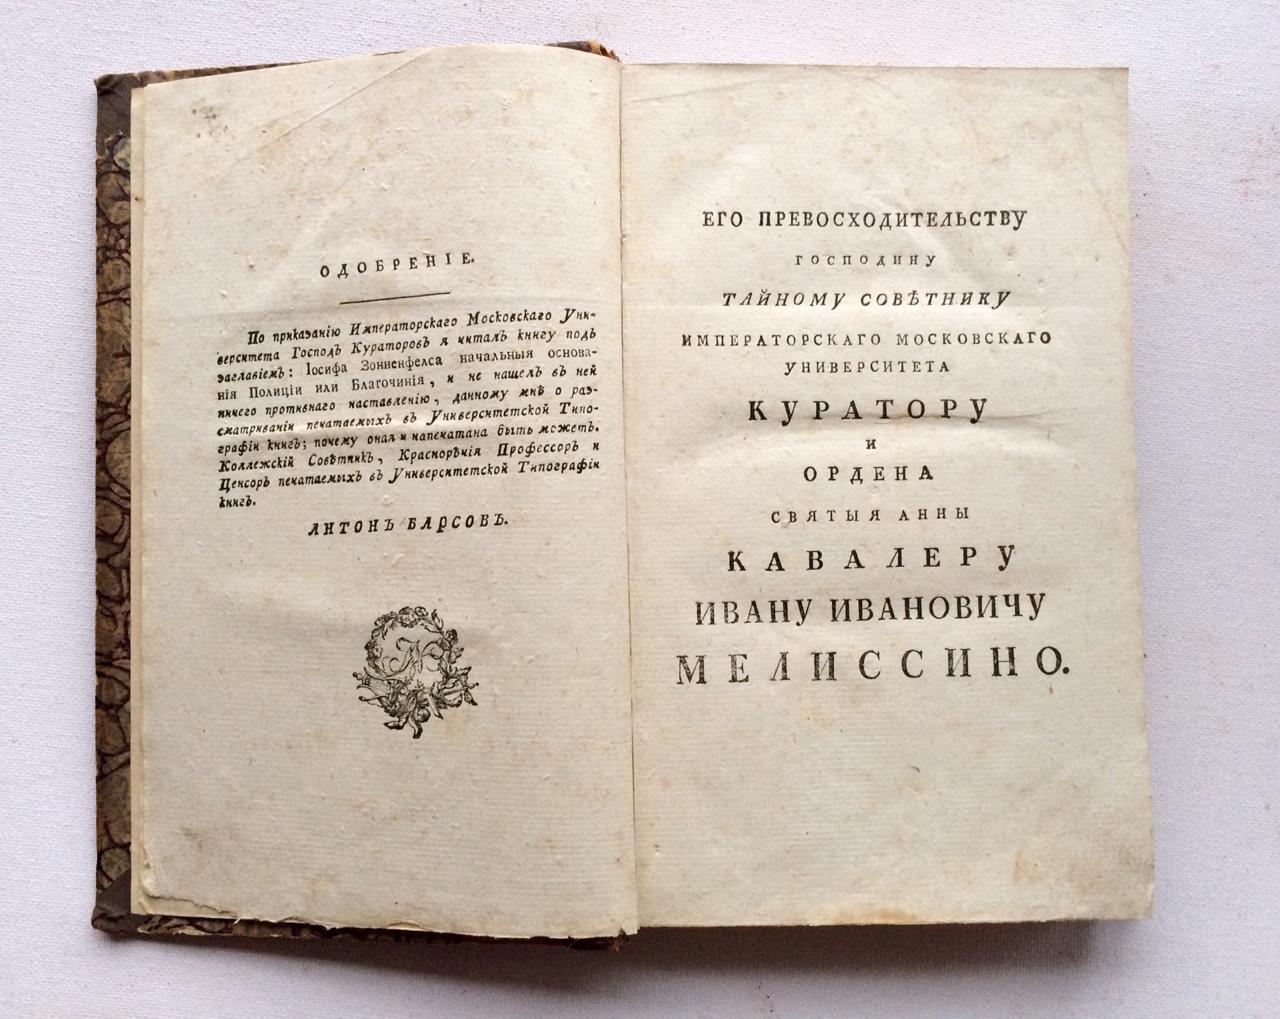 ОДОБРЕНІЕ.
По приказанію Императорскаго Московскаго Уни-
верситета Господъ Кураторовъ я читалъ книгу подъ
заглавіемъ: Іосифа Зонненфелса начальныя основа-
нія Полиціи или Благочинія, и не нашелъ въ ней
ничего противнаго наставленію, данному мнѣ о раз-
сматриваніи печатаемыхъ въ Университетской Типо-
графіи книгъ; почему оная и напечатана быть можетъ.
Коллежскій Совѣтникъ, Краснорѣчія Профессоръ и
Ценсоръ печатаемыхъ въ Университетской Типографіи
книгъ.
АНТОНЪ БАРСОВЪ.
N
ЕГО ПРЕВОСХОДИТЕЛЬСТВУ
ГОСПОДИНУ
ТАЙНОМУ СОВѢТНИКУ
ИМПЕРАТОРСКАГО МОСКОВСКАГО
УНИВЕРСИТЕТА
КУРАТОРУ
И
ОРДЕНА
СВЯТЫЯ АННЫ
КАВАЛЕРУ
ИВАНУ ИВАНОВИЧУ
МЕЛИССИНО.